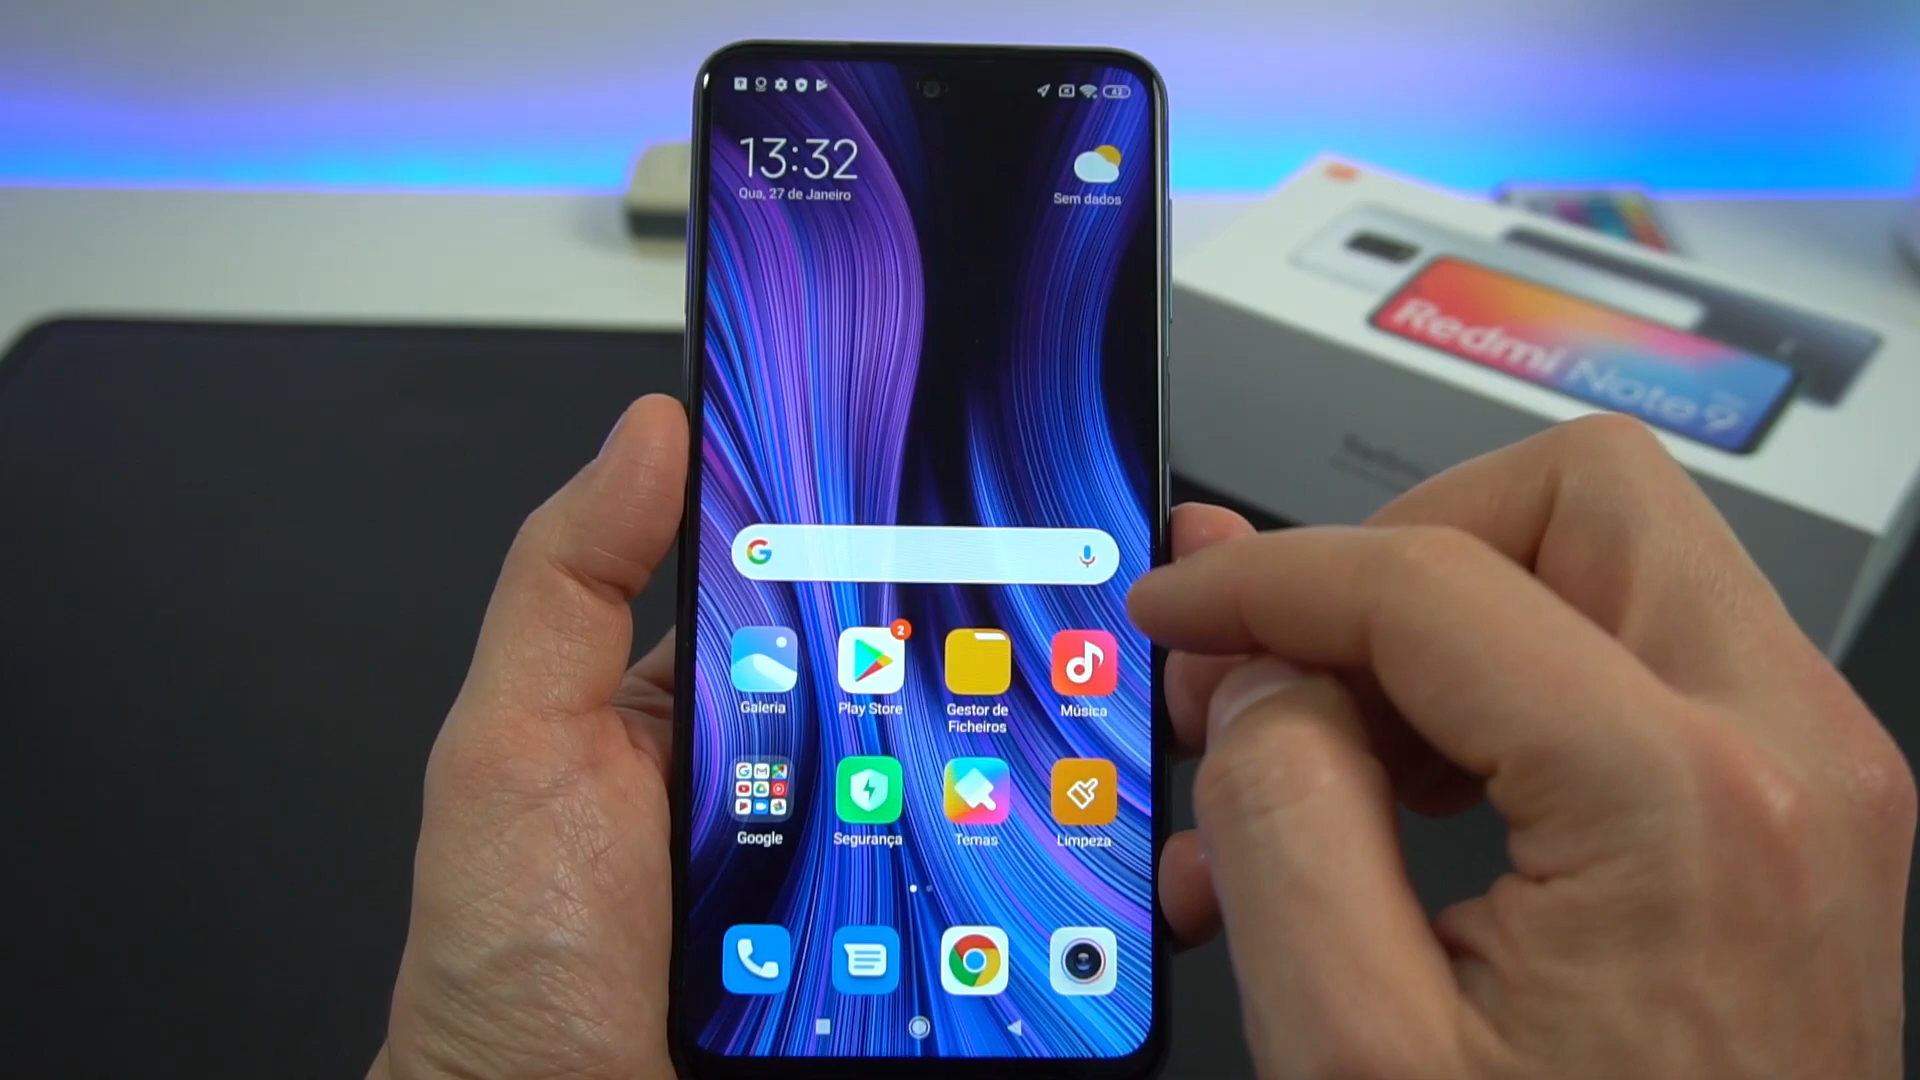 13:32
Qua, 27 de Janeiro
Sem dados
2
Galeria
Play Store
Gestor de
Ficheiros
Música
Google
Segurança
Temas
Limpeza
Redmi Note 9